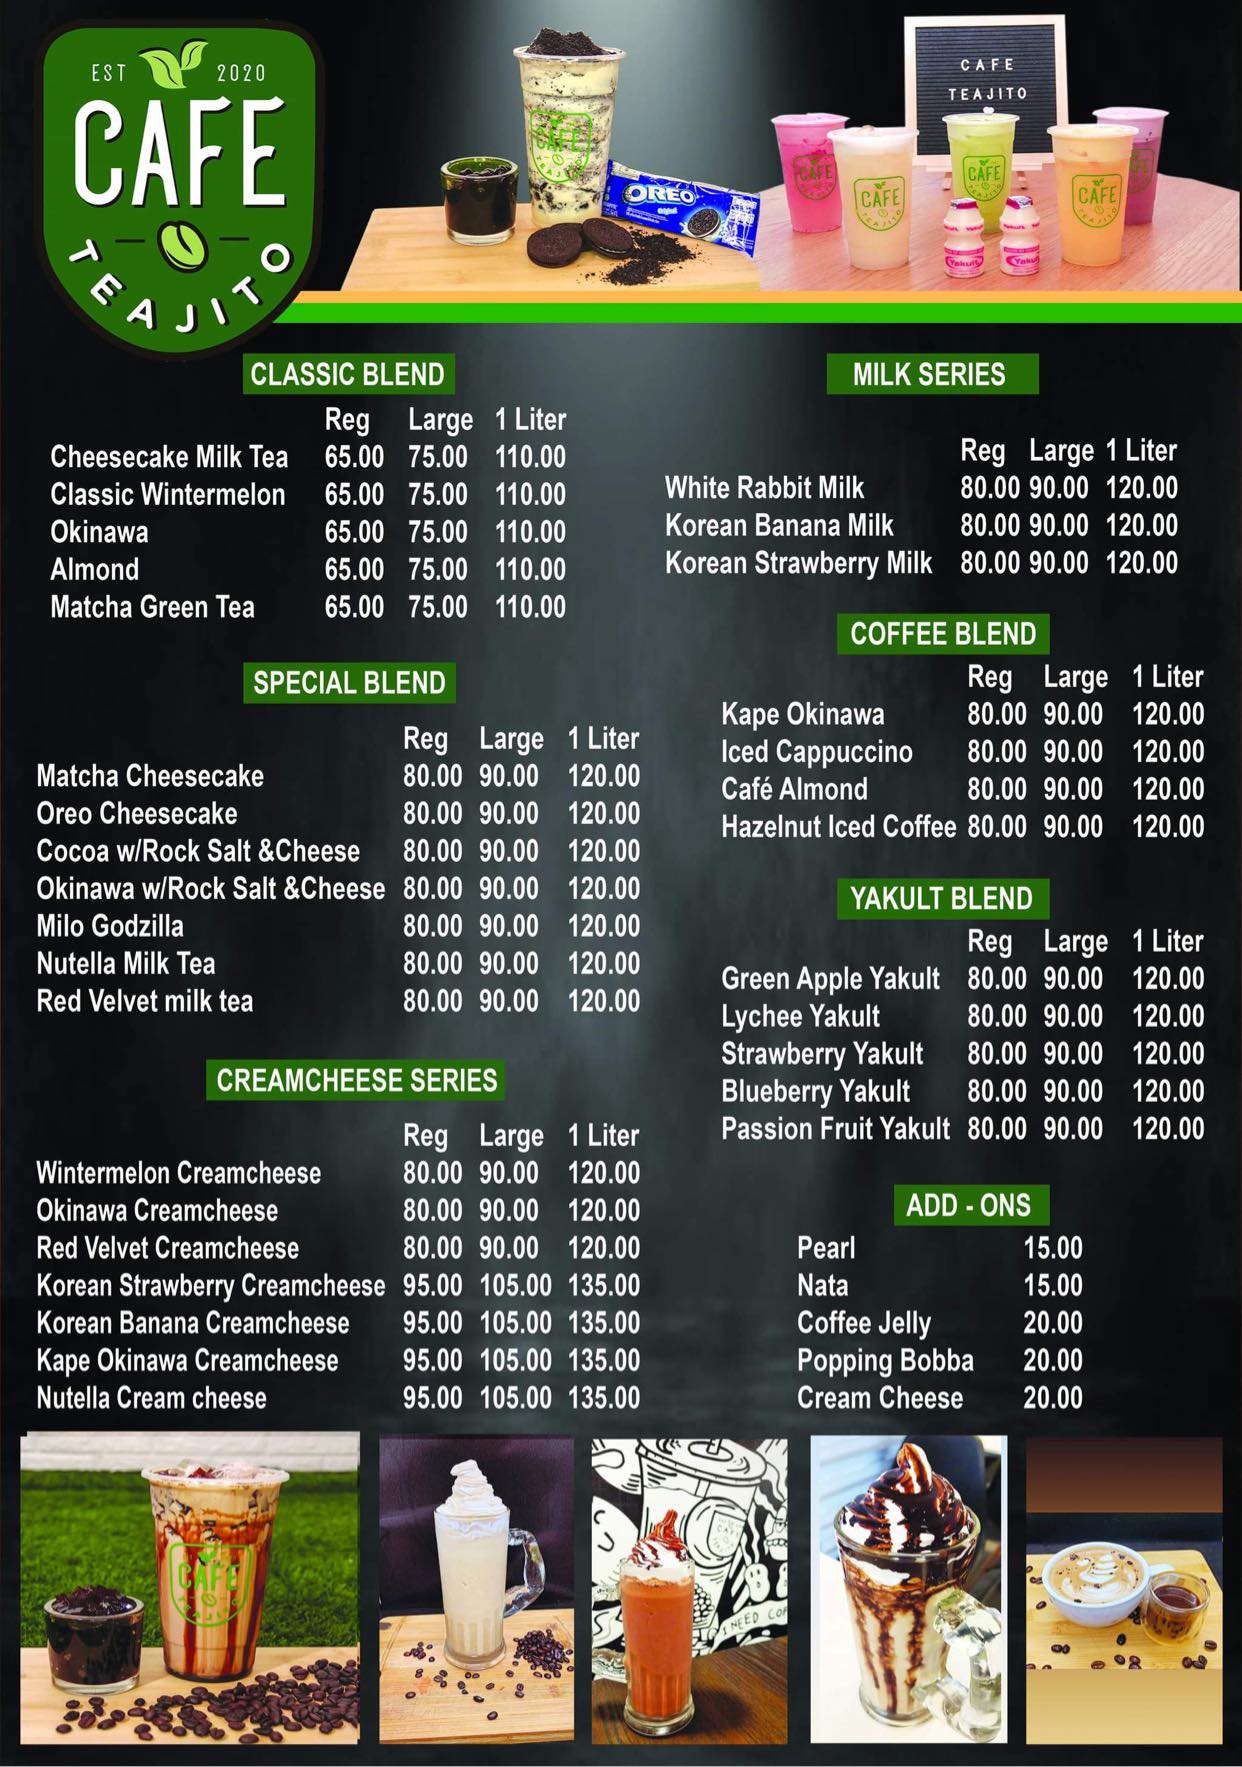 EST 2020
CAFE
TEAJITO
CAFE
TEAJITO
OREO
Original
CAFE
TEAJITO
CAFE
CAFE
CAFE
CAFE
Yakult
Yakult
CLASSIC BLEND
Reg Large 1 Liter
Cheesecake Milk Tea 65.00 75.00 110.00
Classic Wintermelon 65.00 75.00 110.00
Okinawa 65.00 75.00 110.00
Almond 65.00 75.00 110.00
Matcha Green Tea 65.00 75.00 110.00
SPECIAL BLEND
Reg Large 1 Liter
Matcha Cheesecake 80.00 90.00 120.00
Oreo Cheesecake 80.00 90.00 120.00
Cocoa w/Rock Salt &Cheese 80.00 90.00 120.00
Okinawa w/Rock Salt &Cheese 80.00 90.00 120.00
Milo Godzilla 80.00 90.00 120.00
Nutella Milk Tea 80.00 90.00 120.00
Red Velvet milk tea 80.00 90.00 120.00
CREAMCHEESE SERIES
Reg Large 1 Liter
Wintermelon Creamcheese 80.00 90.00 120.00
Okinawa Creamcheese 80.00 90.00 120.00
Red Velvet Creamcheese 80.00 90.00 120.00
Korean Strawberry Creamcheese 95.00 105.00 135.00
Korean Banana Creamcheese 95.00 105.00 135.00
Kape Okinawa Creamcheese 95.00 105.00 135.00
Nutella Cream cheese 95.00 105.00 135.00
MILK SERIES
Reg Large 1 Liter
White Rabbit Milk 80.00 90.00 120.00
Korean Banana Milk 80.00 90.00 120.00
Korean Strawberry Milk 80.00 90.00 120.00
COFFEE BLEND
Reg Large 1 Liter
Kape Okinawa 80.00 90.00 120.00
Iced Cappuccino 80.00 90.00 120.00
Café Almond 80.00 90.00 120.00
Hazelnut Iced Coffee 80.00 90.00 120.00
YAKULT BLEND
Reg Large 1 Liter
Green Apple Yakult 80.00 90.00 120.00
Lychee Yakult 80.00 90.00 120.00
Strawberry Yakult 80.00 90.00 120.00
Blueberry Yakult 80.00 90.00 120.00
Passion Fruit Yakult 80.00 90.00 120.00
ADD - ONS
Pearl 15.00
Nata 15.00
Coffee Jelly 20.00
Popping Bobba 20.00
Cream Cheese 20.00
CAFE
TEAJITO
I NEED